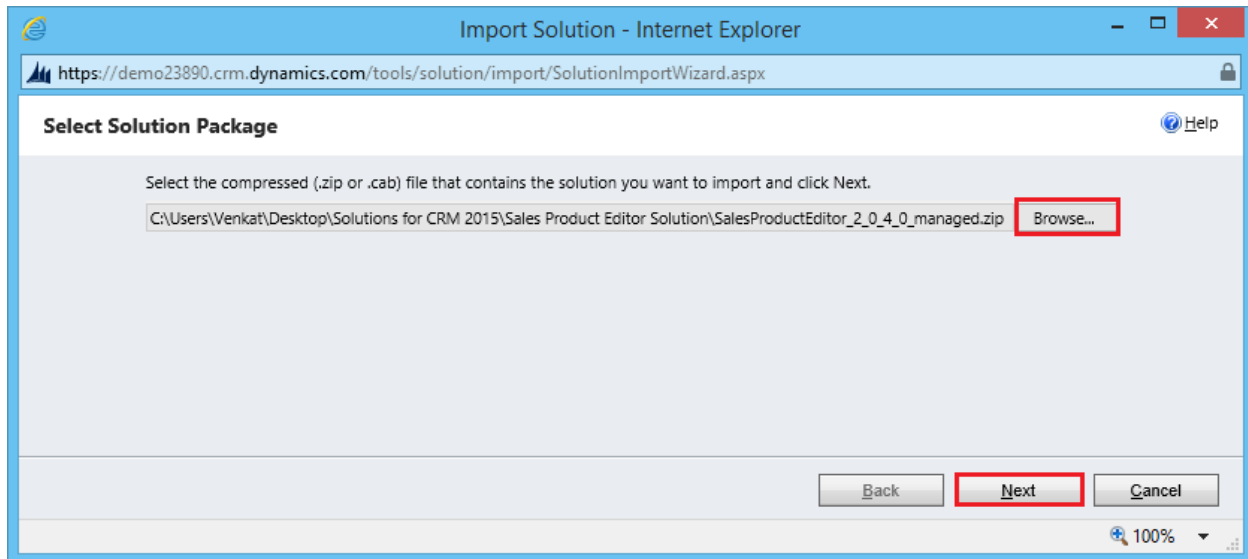 Import Solution - Internet Explorer
https://demo23890.crm.dynamics.com/tools/solution/import/SolutionImportWizard.aspx
Select Solution Package
Help
Select the compressed (.zip or .cab) file that contains the solution you want to import and click Next.
C:\Users\Venkat\Desktop\Solutions for CRM 2015\Sales Product Editor Solution\SalesProductEditor_2_0_4_0_managed.zip Browse...
Back Next Cancel
100%